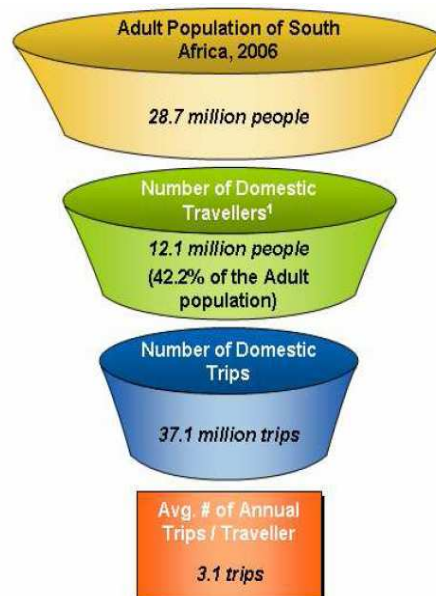 Adult Population of South
Africa, 2006
28.7 million people
Number of Domestic
Travellers¹
12.1 million people
(42.2% of the Adult
population)
Number of Domestic
Trips
37.1 million trips
Avg. # of Annual
Trips / Traveller
3.1 trips